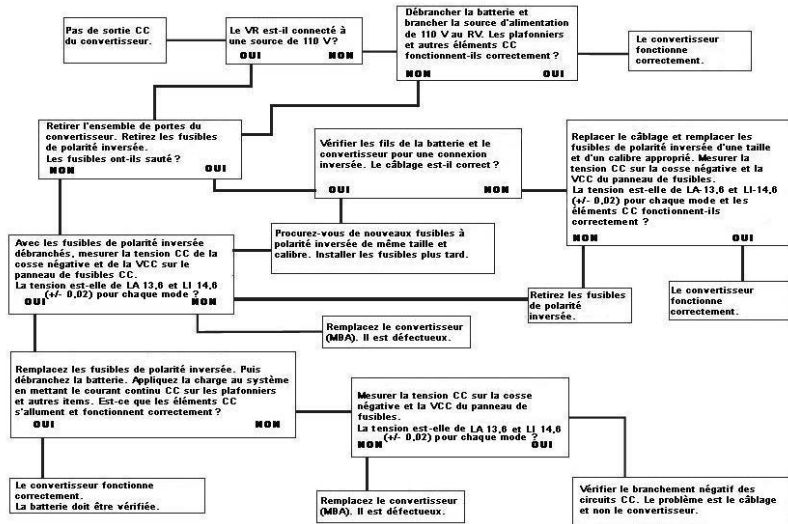 Pas de sortie CC
du convertisseur.
Le VR est-il connecté à
une source de 110 V?
OUI NON
Débrancher la batterie et
brancher la source d'alimentation
de 110 V au RV. Les plafonniers
et autres éléments CC
fonctionnent-ils correctement ?
NON OUI
Le convertisseur
fonctionne
correctement.
Retirer l'ensemble de portes du
convertisseur. Retirez les fusibles
de polarité inversée.
Les fusibles ont-ils sauté ?
NON OUI
Vérifier les fils de la batterie et le
convertisseur pour une connexion
inversée. Le câblage est-il correct ?
OUI NON
Replacer le câblage et remplacer les
fusibles de polarité inversée d'une taille
et d'un calibre approprié. Mesurer la
tension CC sur la cosse négative et la
VCC du panneau de fusibles.
La tension est-elle de LA-13,6 et LI-14,6
(+/- 0,02) pour chaque mode et les
éléments CC fonctionnent-ils
correctement ?
NON OUI
Procurez-vous de nouveaux fusibles à
polarité inversée de même taille et
calibre. Installer les fusibles plus tard.
Avec les fusibles de polarité inversée
débranchés, mesurer la tension CC de la
cosse négative et de la VCC sur le
panneau de fusibles CC.
La tension est-elle de LA 13,6 et LI 14,6
(+/- 0,02) pour chaque mode ?
OUI NON
Retirez les fusibles
de polarité
inversée.
Le convertisseur
fonctionne
correctement.
Remplacez le convertisseur
(MBA). Il est défectueux.
Remplacez les fusibles de polarité inversée. Puis
débranchez la batterie. Appliquez la charge au système
en mettant le courant continu CC sur les plafonniers
et autres items. Est-ce que les éléments CC
s'allument et fonctionnent correctement ?
OUI NON
Mesurer la tension CC sur la cosse
négative et la VCC du panneau de
fusibles.
La tension est-elle de LA 13,6 et LI 14,6
(+/- 0,02) pour chaque mode ?
NON OUI
Le convertisseur fonctionne
correctement.
La batterie doit être vérifiée.
Remplacez le convertisseur
(MBA). Il est défectueux.
Vérifier le branchement négatif des
circuits CC. Le problème est le câblage
et non le convertisseur.